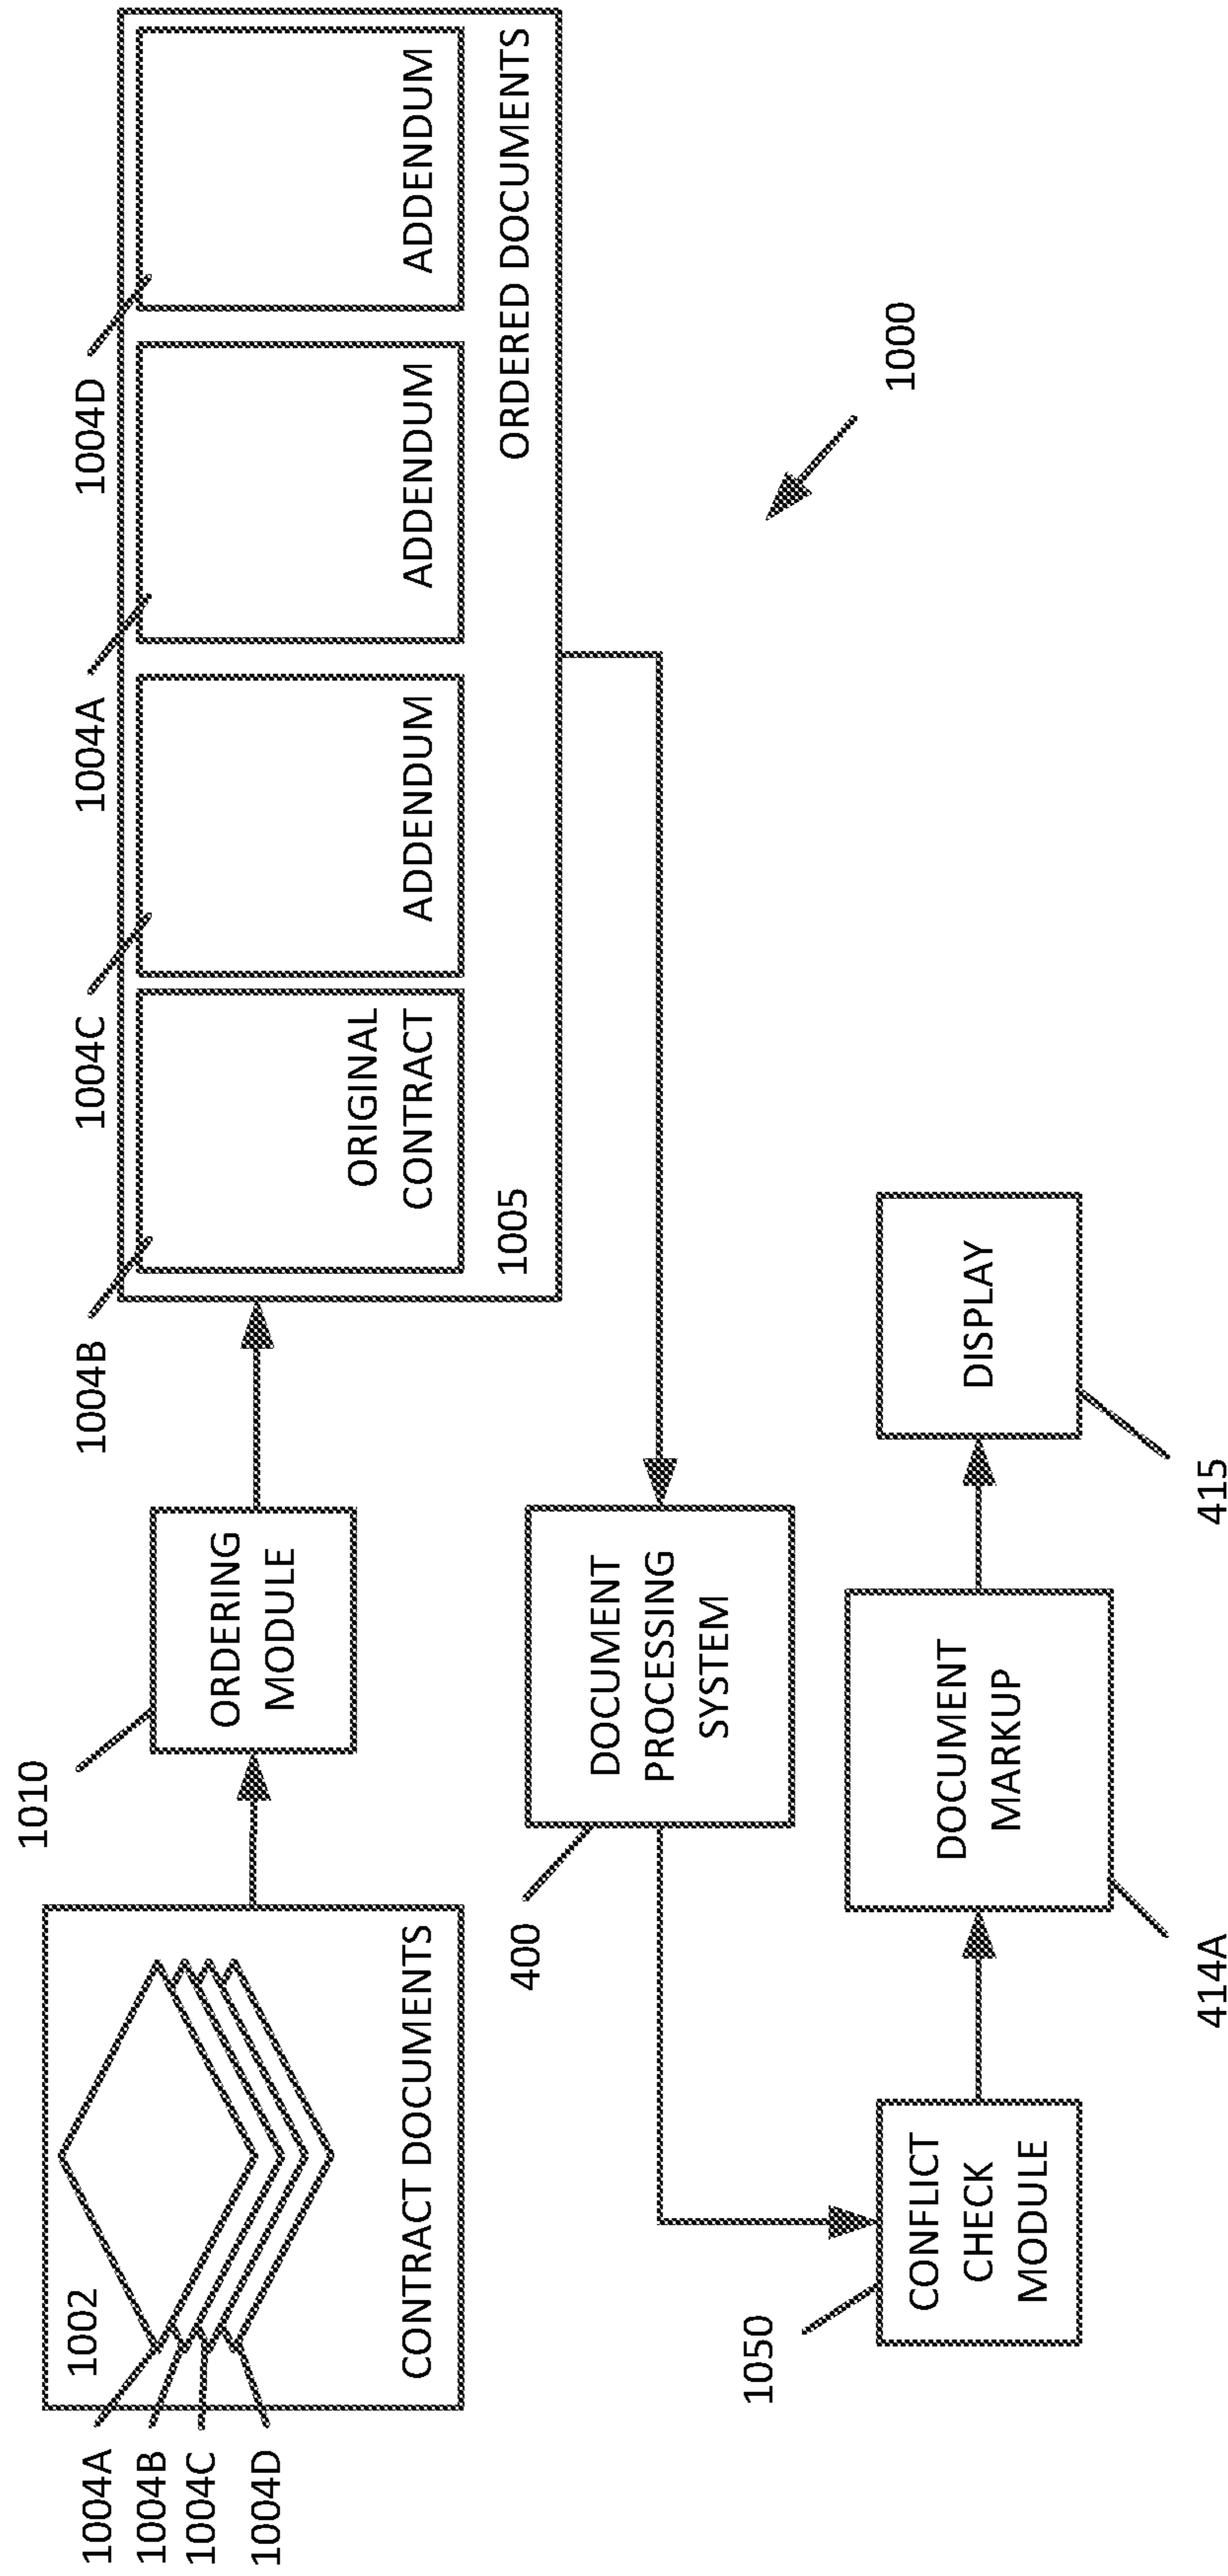 1004A
1004B
1004C
1004D
1002
CONTRACT DOCUMENTS
1010
ORDERING
MODULE
1004B
1004C
1004A
1004D
ORIGINAL
CONTRACT
ADDENDUM
ADDENDUM
ADDENDUM
1005
ORDERED DOCUMENTS
400
DOCUMENT
PROCESSING
SYSTEM
1000
1050
CONFLICT
CHECK
MODULE
DOCUMENT
MARKUP
414A
DISPLAY
415